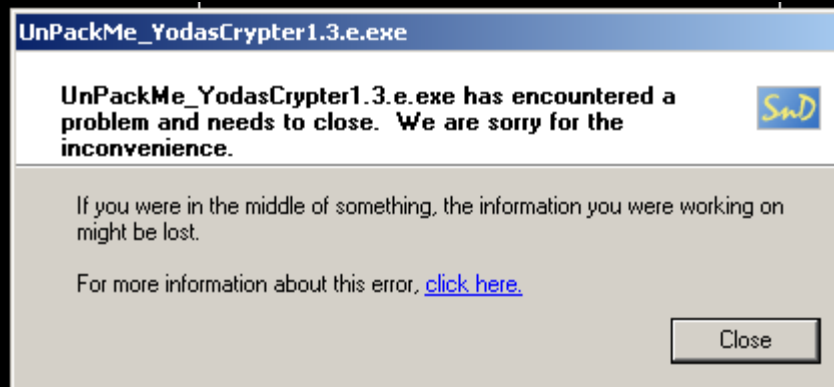 UnPackMe_YodasCrypter1.3.e.exe
UnPackMe_YodasCrypter1.3.e.exe has encountered a
problem and needs to close.  We are sorry for the
inconvenience.
SnD
If you were in the middle of something, the information you were working on
might be lost.
For more information about this error, click here.
Close